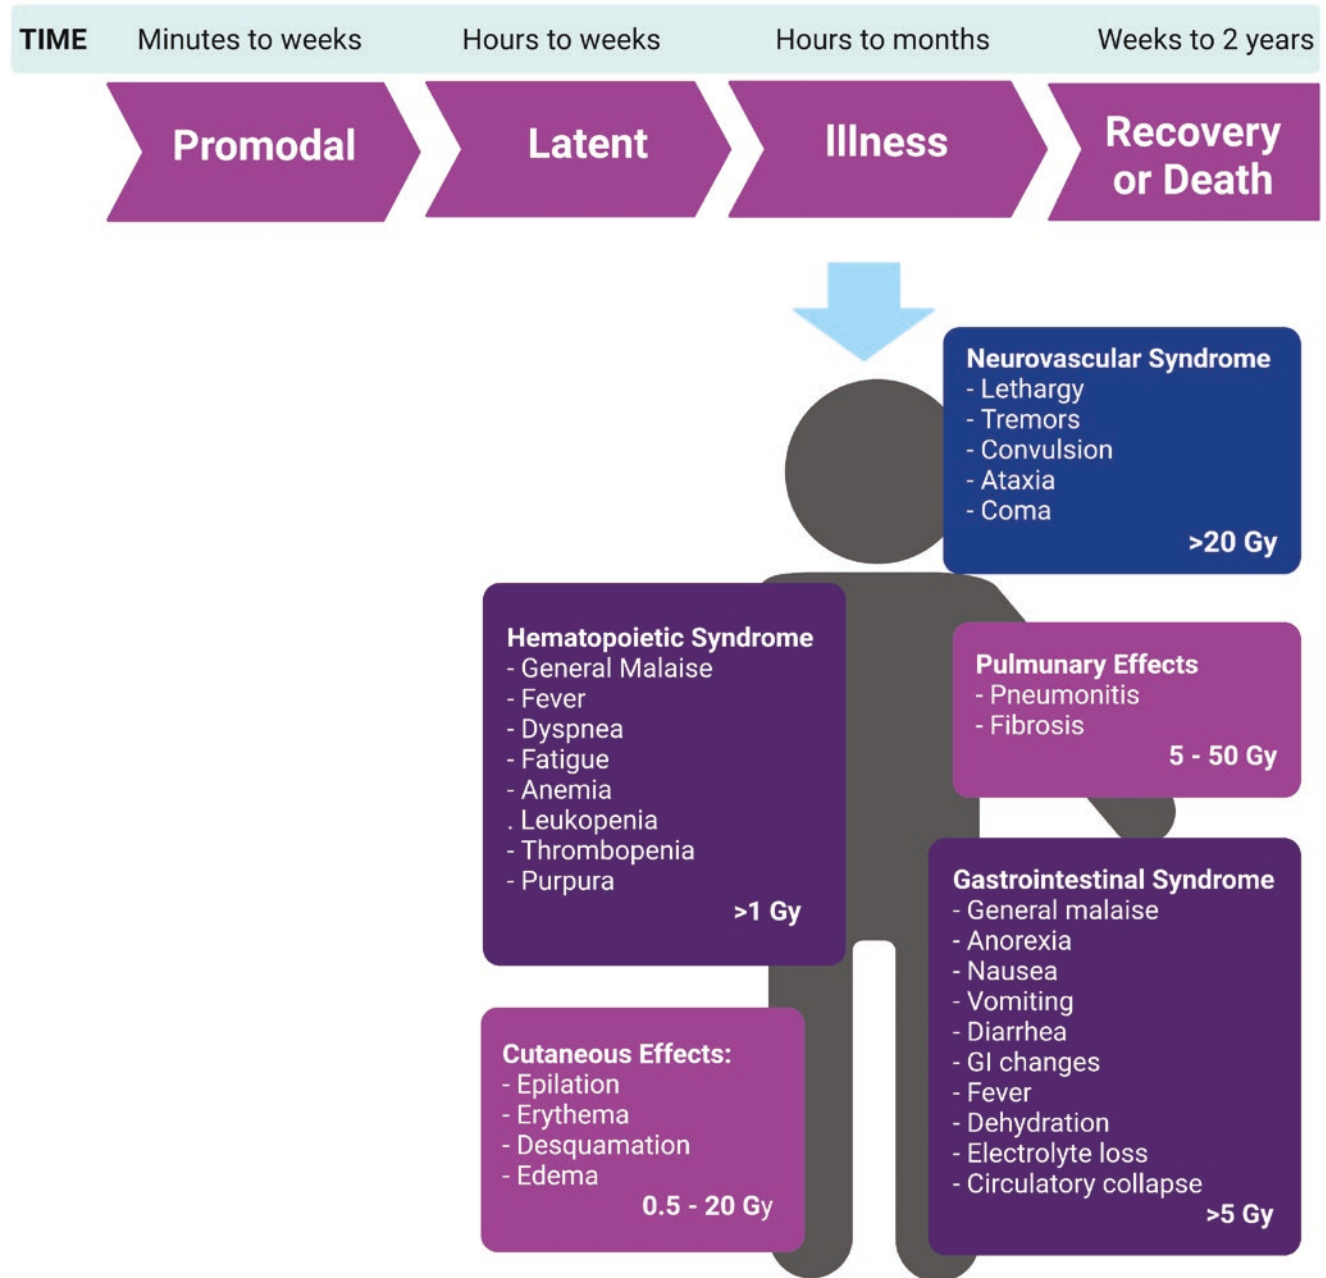 TIME Minutes to weeks Hours to weeks Hours to months Weeks to 2 years
Promodal
Latent
Illness
Recovery
or Death
Neurovascular Syndrome
- Lethargy
- Tremors
- Convulsion
- Ataxia
- Coma
>20 Gy
Hematopoietic Syndrome
- General Malaise
- Fever
- Dyspnea
- Fatigue
- Anemia
. Leukopenia
- Thrombopenia
- Purpura
>1 Gy
Pulmunary Effects
- Pneumonitis
- Fibrosis
5 - 50 Gy
Gastrointestinal Syndrome
- General malaise
- Anorexia
- Nausea
- Vomiting
- Diarrhea
- GI changes
- Fever
- Dehydration
- Electrolyte loss
- Circulatory collapse
>5 Gy
Cutaneous Effects:
- Epilation
- Erythema
- Desquamation
- Edema
0.5 - 20 Gy